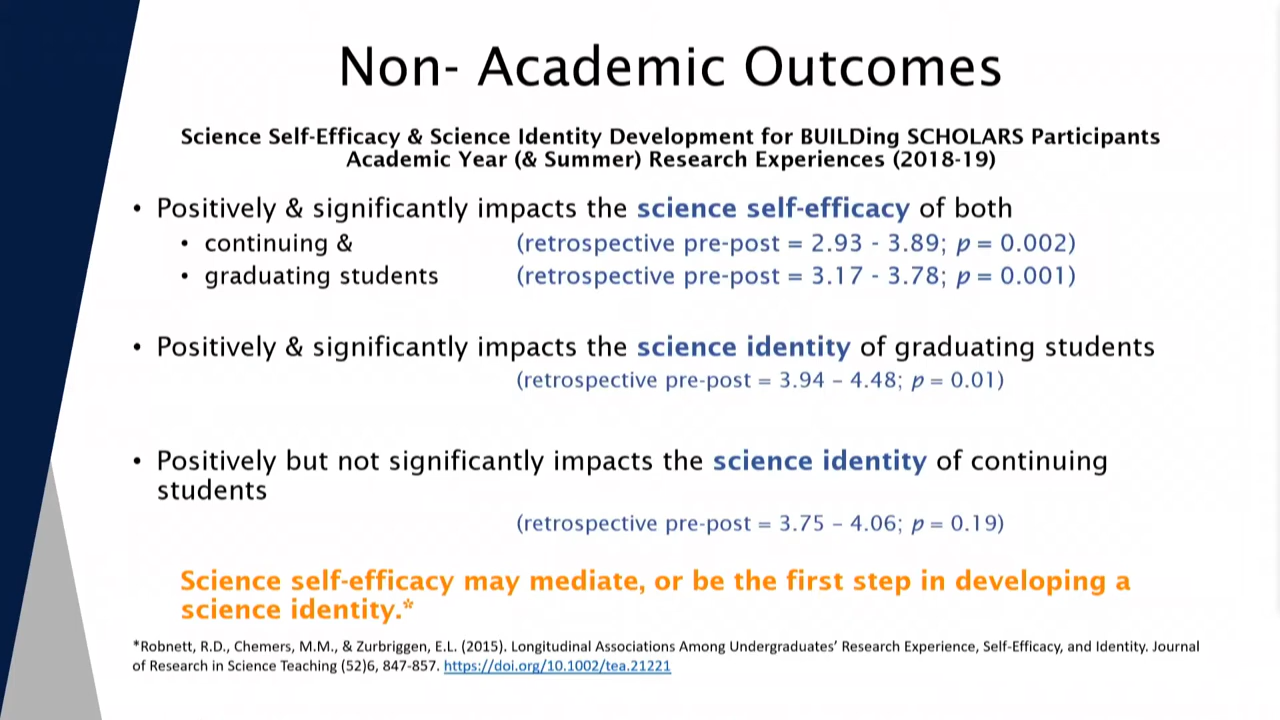 Non- Academic Outcomes
Science Self-Efficacy & Science Identity Development for BUILDing SCHOLARS Participants
Academic Year (& Summer) Research Experiences (2018-19)
• Positively & significantly impacts the science self-efficacy of both
• continuing & (retrospective pre-post = 2.93 - 3.89; p = 0.002)
• graduating students (retrospective pre-post = 3.17 - 3.78; p = 0.001)
• Positively & significantly impacts the science identity of graduating students
(retrospective pre-post = 3.94 – 4.48; p = 0.01)
• Positively but not significantly impacts the science identity of continuing
students
(retrospective pre-post = 3.75 – 4.06; p = 0.19)
Science self-efficacy may mediate, or be the first step in developing a
science identity.*
*Robnett, R.D., Chemers, M.M., & Zurbriggen, E.L. (2015). Longitudinal Associations Among Undergraduates’ Research Experience, Self-Efficacy, and Identity. Journal
of Research in Science Teaching (52)6, 847-857. https://doi.org/10.1002/tea.21221